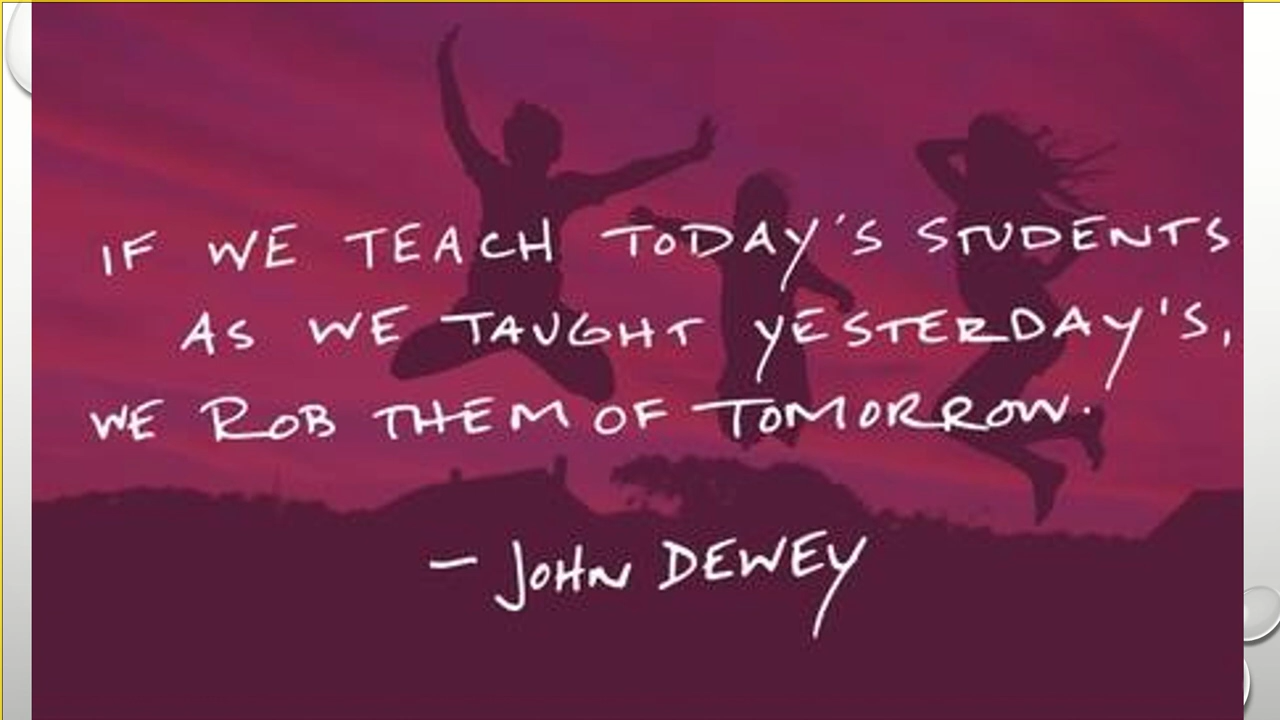 IF WE TEACH TODAY'S STUDENTS
AS WE TAUGHT YESTERDAY'S,
WE ROB THEM OF TOMORROW.
- JOHN DEWEY